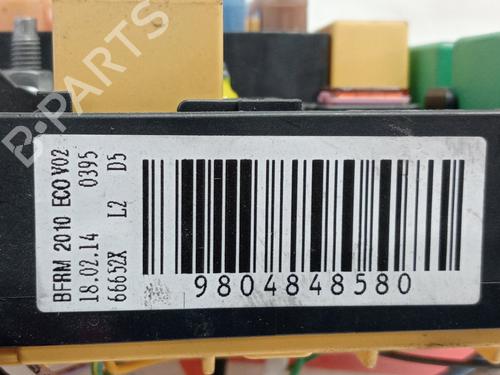 BFRM 2010 ECO V02
18.02.14 0395
66652X L2 D5
9804848580
B-PARTS